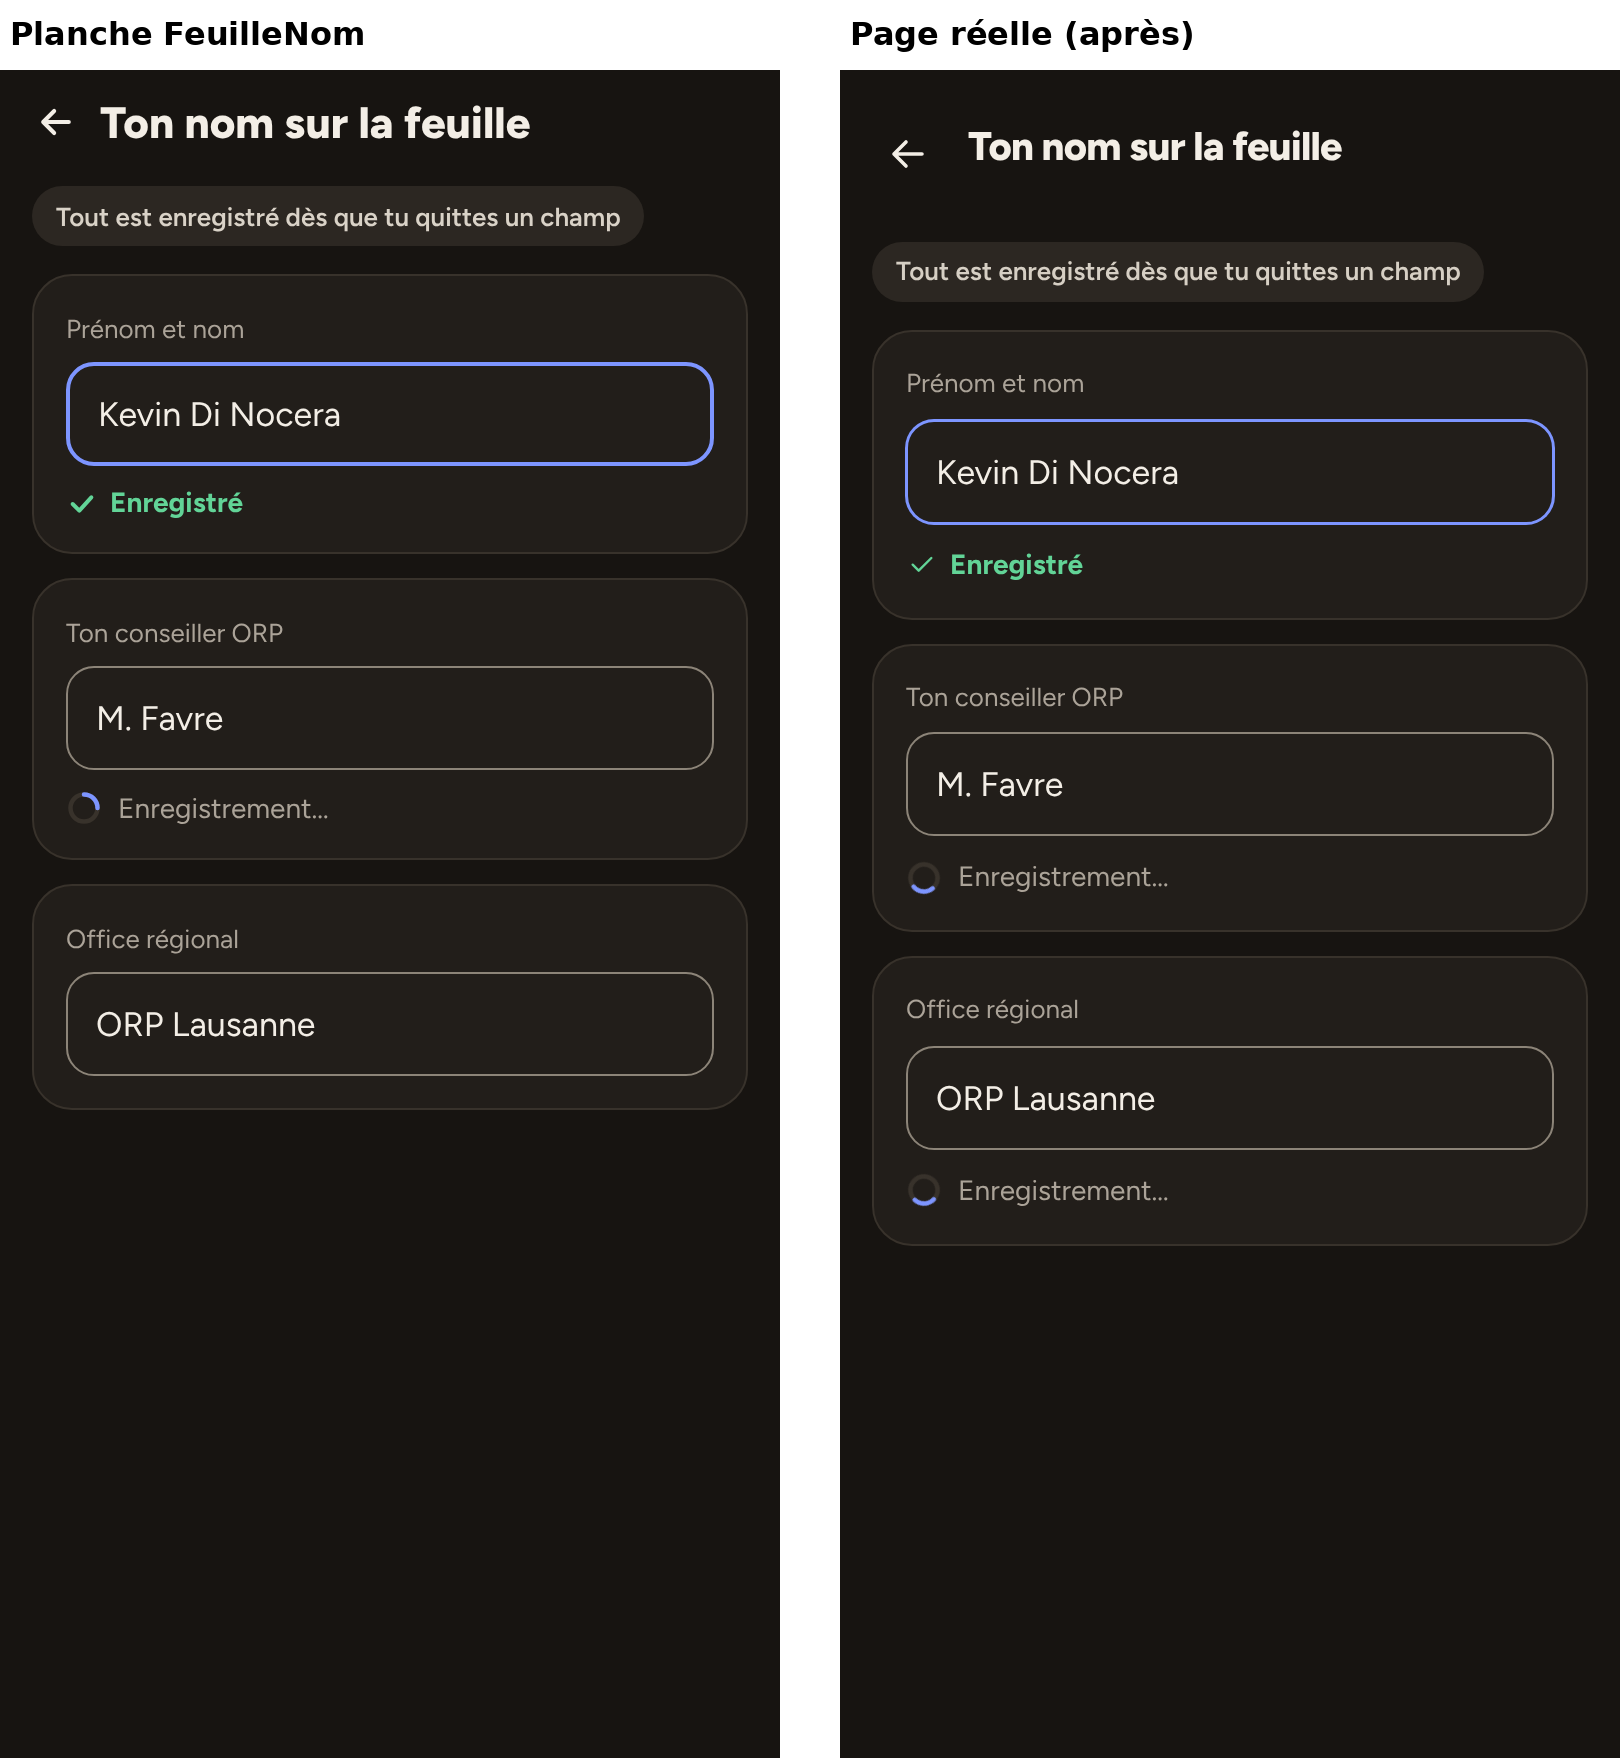 Planche FeuilleNom
Ton nom sur la feuille
Tout est enregistré dès que tu quittes un champ
Prénom et nom
Kevin Di Nocera
Enregistré
Ton conseiller ORP
M. Favre
Enregistrement...
Office régional
ORP Lausanne
Page réelle (après)
Ton nom sur la feuille
Tout est enregistré dès que tu quittes un champ
Prénom et nom
Kevin Di Nocera
Enregistré
Ton conseiller ORP
M. Favre
Enregistrement...
Office régional
ORP Lausanne
Enregistrement...